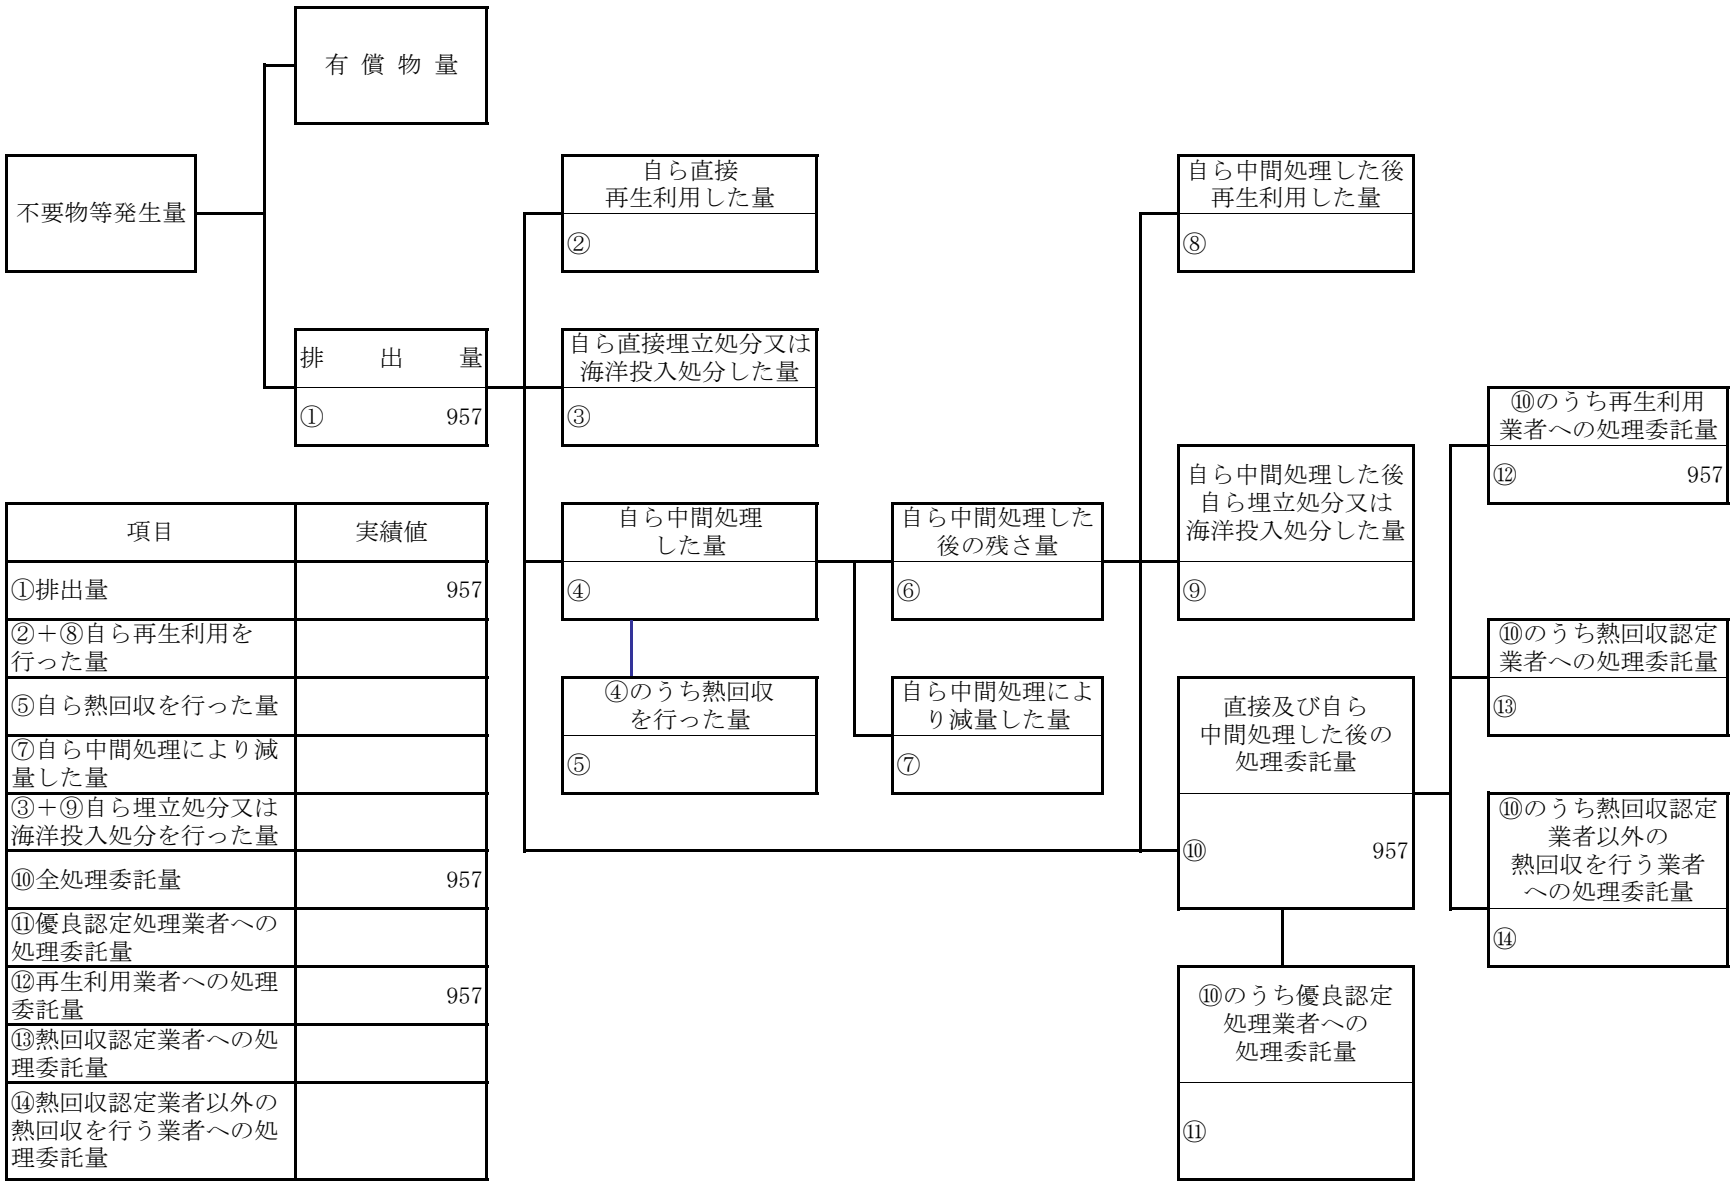 有償物量
不要物等発生量
排出量
① 957
自ら直接
再生利用した量
②
自ら直接埋立処分又は
海洋投入処分した量
③
自ら中間処理
した量
④
④のうち熱回収
を行った量
⑤
自ら中間処理した
後の残さ量
⑥
自ら中間処理によ
り減量した量
⑦
自ら中間処理した後
再生利用した量
⑧
自ら中間処理した後
自ら埋立処分又は
海洋投入処分した量
⑨
直接及び自ら
中間処理した後の
処理委託量
⑩ 957
⑩のうち優良認定
処理業者への
処理委託量
⑪
⑩のうち再生利用
業者への処理委託量
⑫ 957
⑩のうち熱回収認定
業者への処理委託量
⑬
⑩のうち熱回収認定
業者以外の
熱回収を行う業者
への処理委託量
⑭
項目 実績値
①排出量 957
②＋⑧自ら再生利用を
行った量
⑤自ら熱回収を行った量
⑦自ら中間処理により減
量した量
③＋⑨自ら埋立処分又は
海洋投入処分を行った量
⑩全処理委託量 957
⑪優良認定処理業者への
処理委託量
⑫再生利用業者への処理
委託量 957
⑬熱回収認定業者への処
理委託量
⑭熱回収認定業者以外の
熱回収を行う業者への処
理委託量